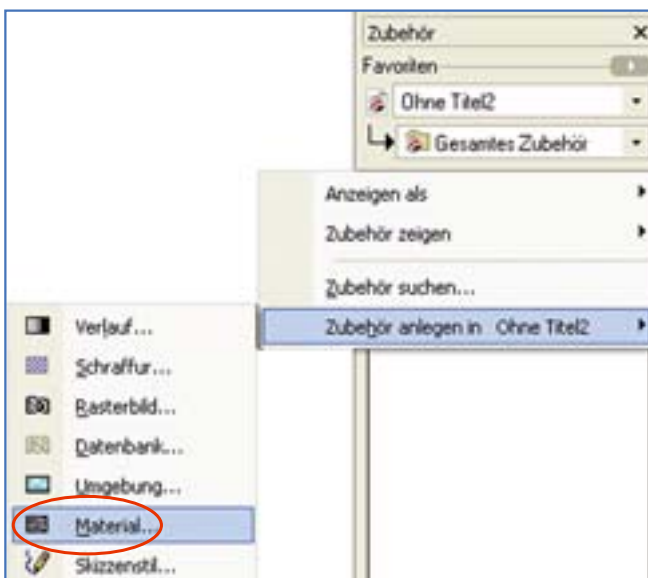 Zubehör
Favoriten
Ohne Titel2
Gesamtes Zubehör
Anzeigen als
Zubehör zeigen
Zubehör suchen...
Zubehör anlegen in Ohne Titel2
Verlauf...
Schraffur...
Rasterbild...
Datenbank...
Umgebung...
Material...
Skizzenstil...